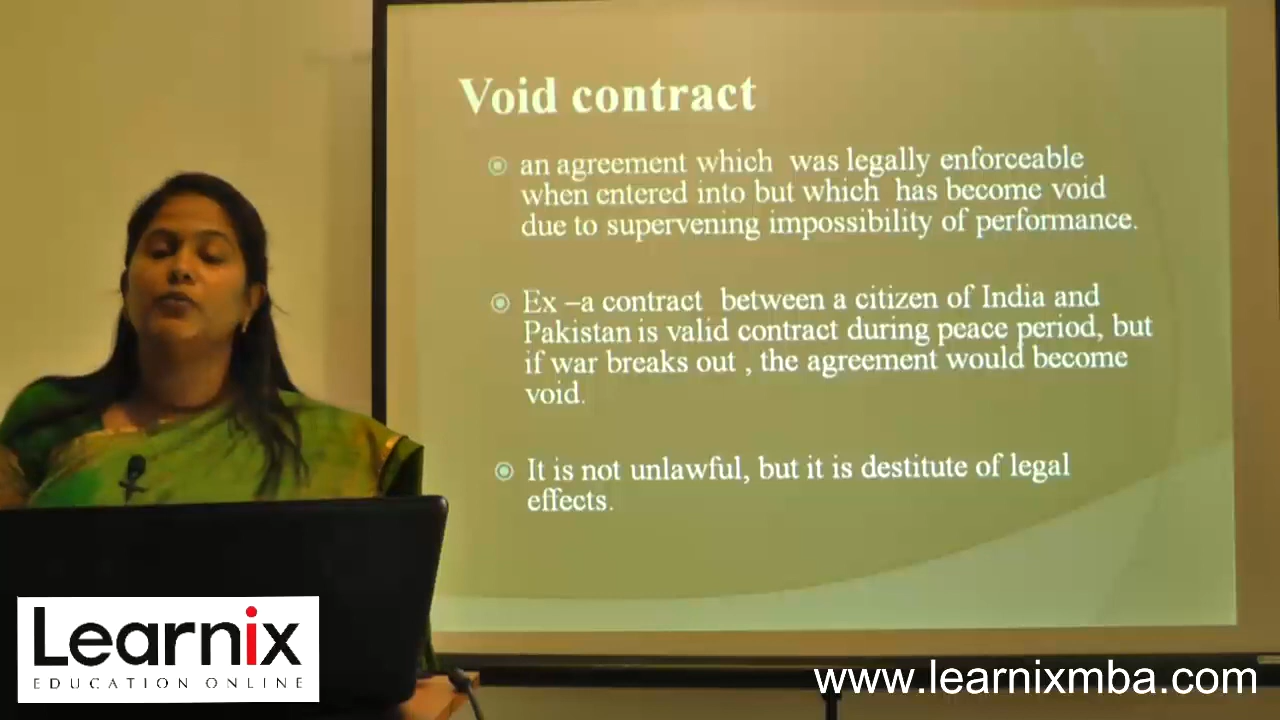 Void contract
an agreement which was legally enforceable
when entered into but which has become void
due to supervening impossibility of performance.
Ex –a contract between a citizen of India and
Pakistan is valid contract during peace period, but
if war breaks out , the agreement would become
void.
It is not unlawful, but it is destitute of legal
effects.
Learnix
EDUCATION ONLINE
www.learnixmba.com